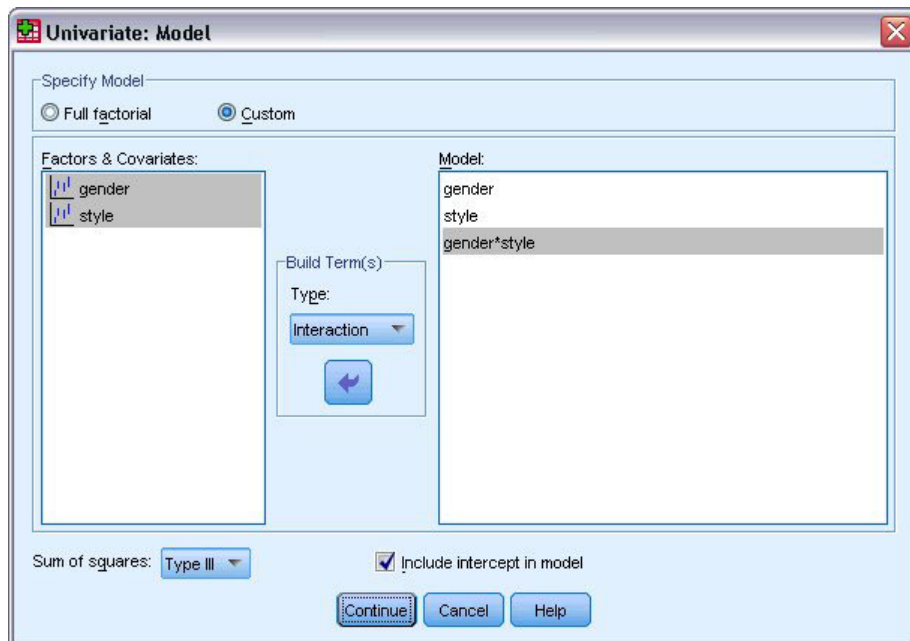 Univariate: Model
Specify Model
Full factorial
Custom
Factors & Covariates:
gender
style
Build Term(s)
Type:
Interaction
Model:
gender
style
gender*style
Sum of squares:
Type III
Include intercept in model
Continue
Cancel
Help